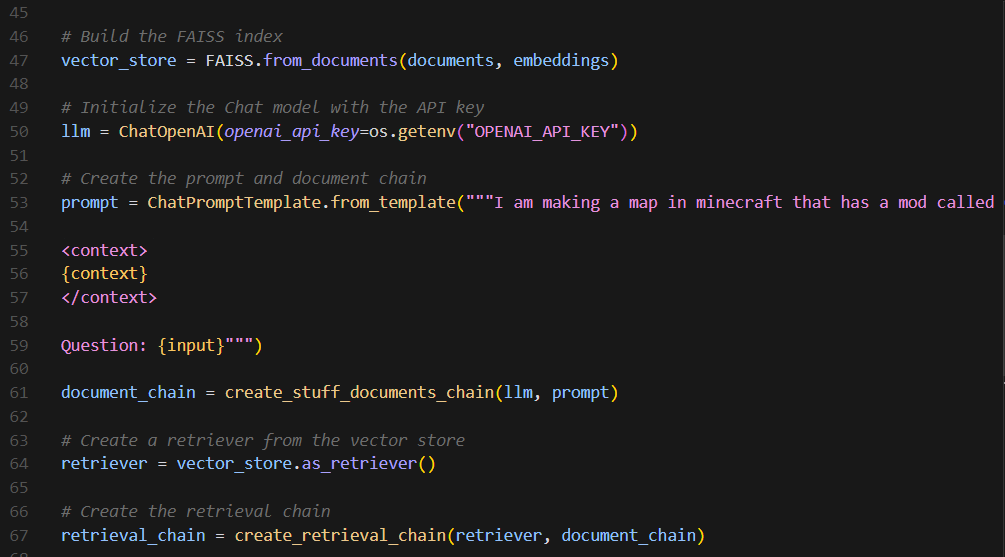 45
46 # Build the FAISS index
47 vector_store = FAISS.from_documents(documents, embeddings)
48
49 # Initialize the Chat model with the API key
50 llm = ChatOpenAI(openai_api_key=os.getenv("OPENAI_API_KEY"))
51
52 # Create the prompt and document chain
53 prompt = ChatPromptTemplate.from_template("""I am making a map in minecraft that has a mod called
54
55 <context>
56 {context}
57 </context>
58
59 Question: {input}""")
60
61 document_chain = create_stuff_documents_chain(llm, prompt)
62
63 # Create a retriever from the vector store
64 retriever = vector_store.as_retriever()
65
66 # Create the retrieval chain
67 retrieval_chain = create_retrieval_chain(retriever, document_chain)